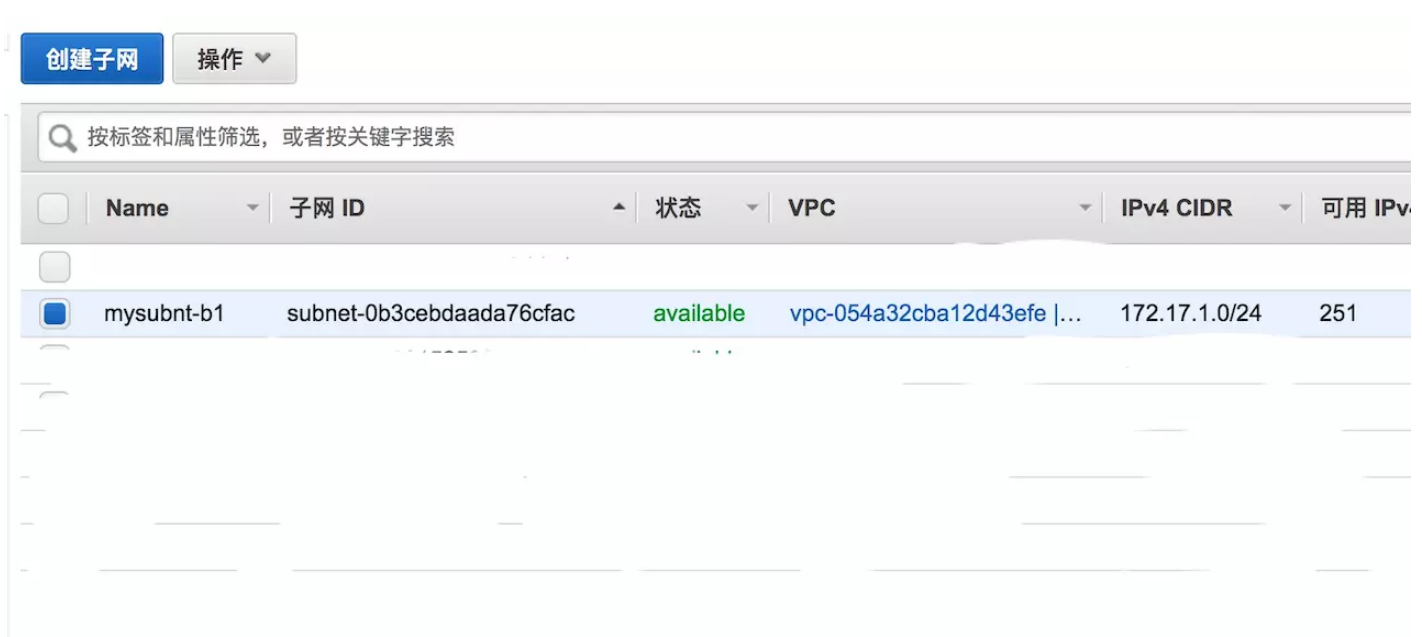 创建子网 操作
按标签和属性筛选，或者按关键字搜索
Name 子网 ID 状态 VPC IPv4 CIDR 可用 IPv4
mysubnt-b1 subnet-0b3cebdaada76cfac available vpc-054a32cba12d43efe |... 172.17.1.0/24 251